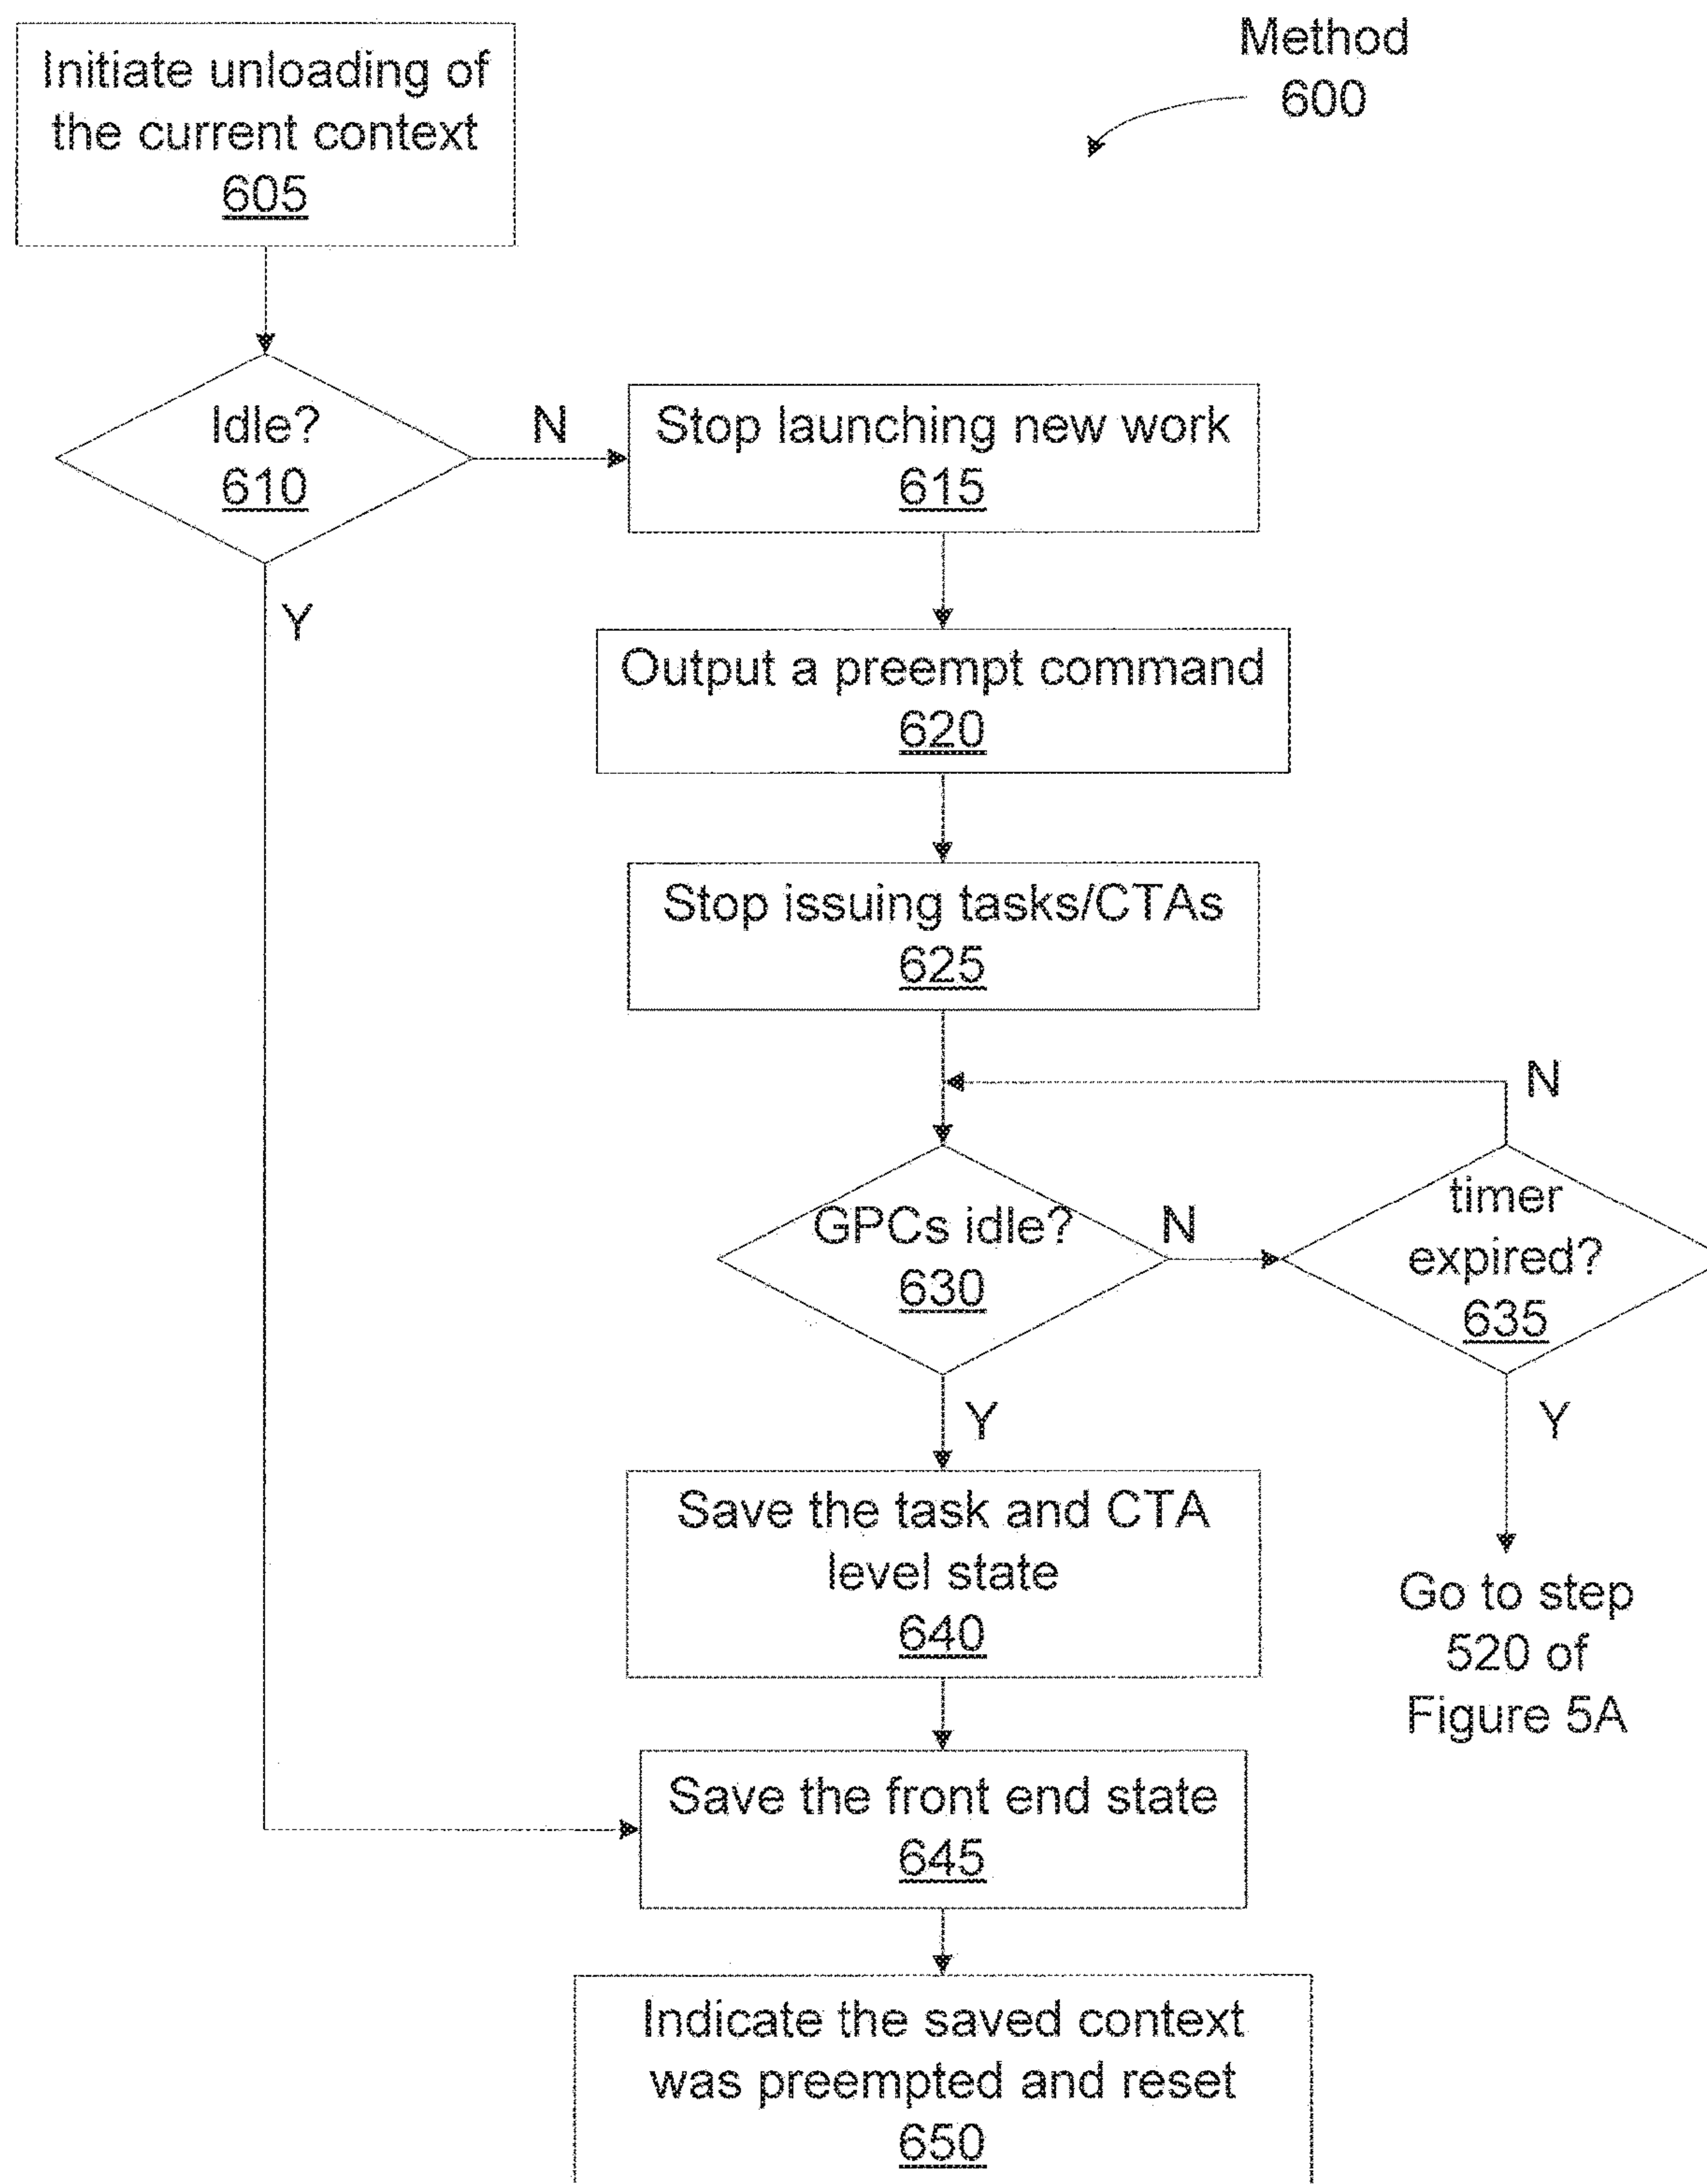 Method
600
Initiate unloading of
the current context
605
Idle?
610
N
Y
Stop launching new work
615
Output a preempt command
620
Stop issuing tasks/CTAs
625
N
GPCs idle?
630
N
Y
timer
expired?
635
Y
Go to step
520 of
Figure 5A
Save the task and CTA
level state
640
Save the front end state
645
Indicate the saved context
was preempted and reset
650